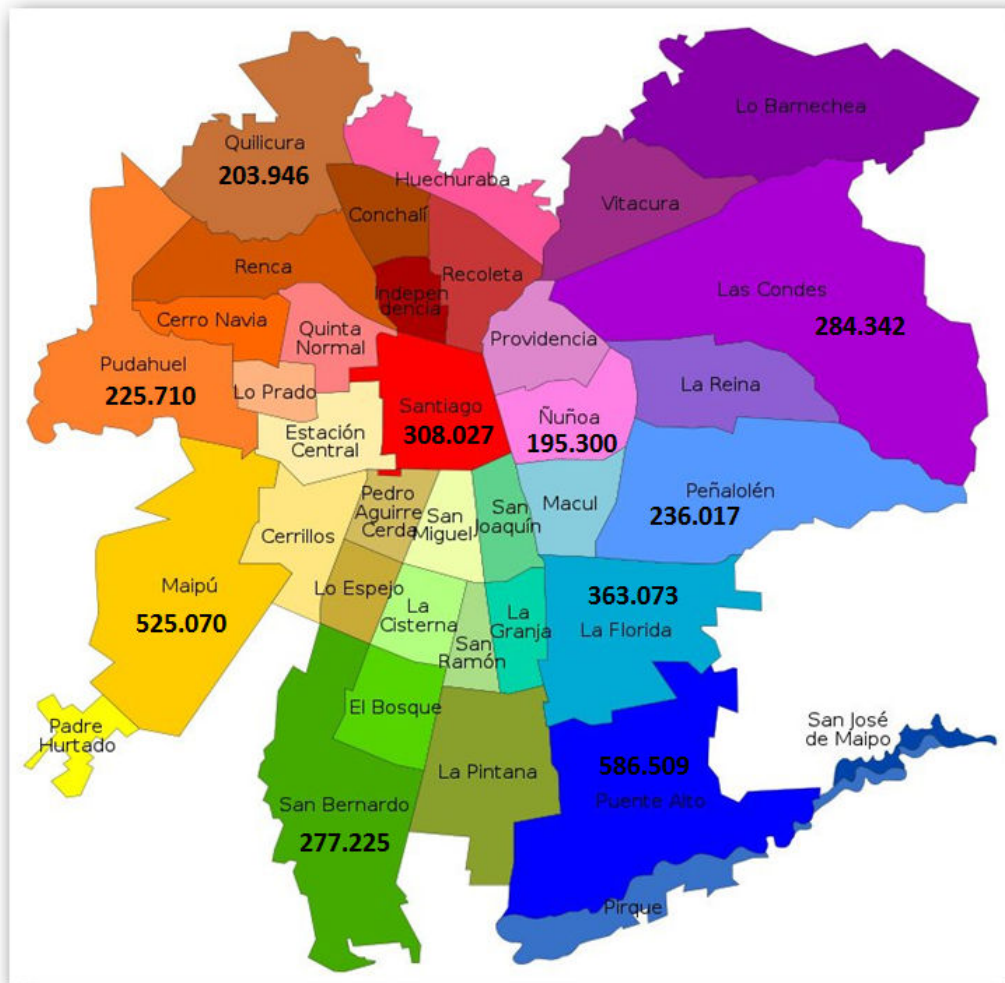 Lo Barnechea
Quilicura
203.946
Huechuraba
Vitacura
Conchalí
Renca
Recoleta
Indepen
dencia
Las Condes
284.342
Cerro Navia
Quinta
Normal
Providencia
Pudahuel
225.710
Lo Prado
La Reina
Santiago
308.027
Ñuñoa
195.300
Estación
Central
Pedro
Aguirre
Cerda
San
Miguel
San
Joaquín
Macul
Peñalolén
236.017
Cerrillos
Maipú
525.070
Lo Espejo
La
Cisterna
San
Ramón
La
Granja
363.073
La Florida
El Bosque
Padre
Hurtado
San José
de Maipo
La Pintana
586.509
Puente Alto
San Bernardo
277.225
Pirque